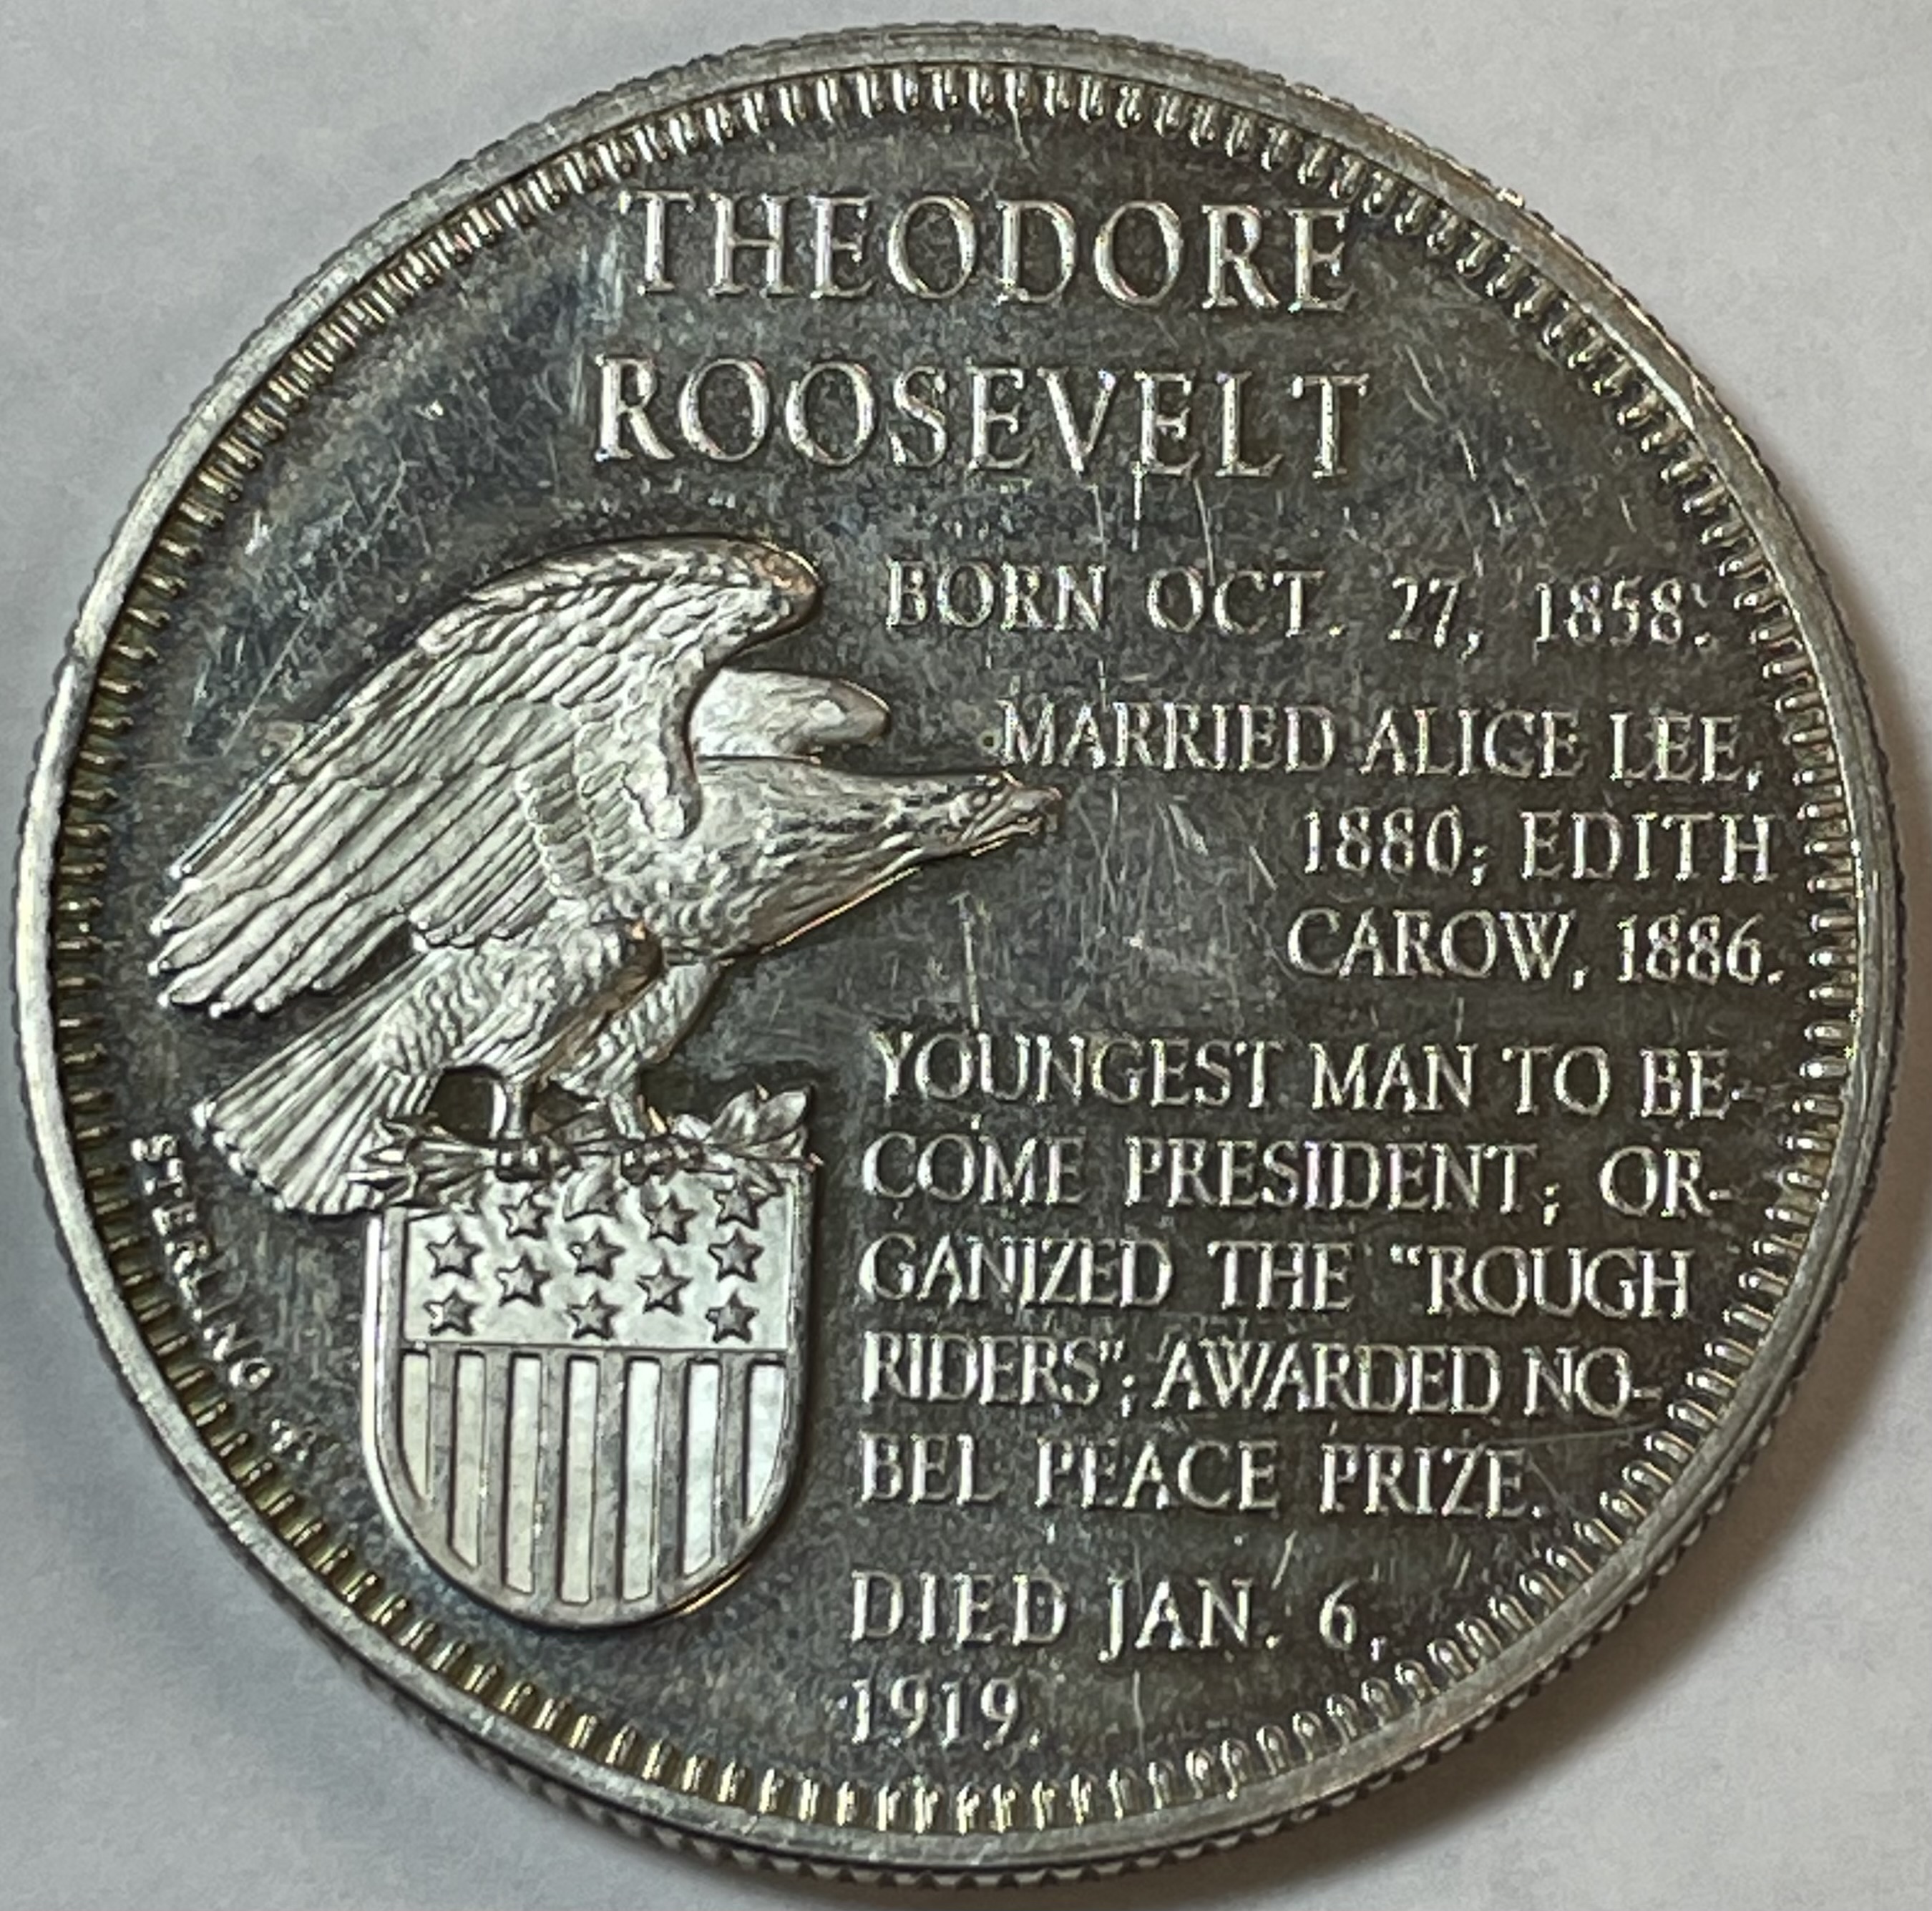 THEODORE
ROOSEVELT
BORN OCT. 27, 1858.
MARRIED ALICE LEE,
1880; EDITH
CAROW, 1886.
YOUNGEST MAN TO BE-
COME PRESIDENT; OR-
GANIZED THE "ROUGH
RIDERS"; AWARDED NO-
BEL PEACE PRIZE.
DIED JAN. 6,
1919.
STERLING